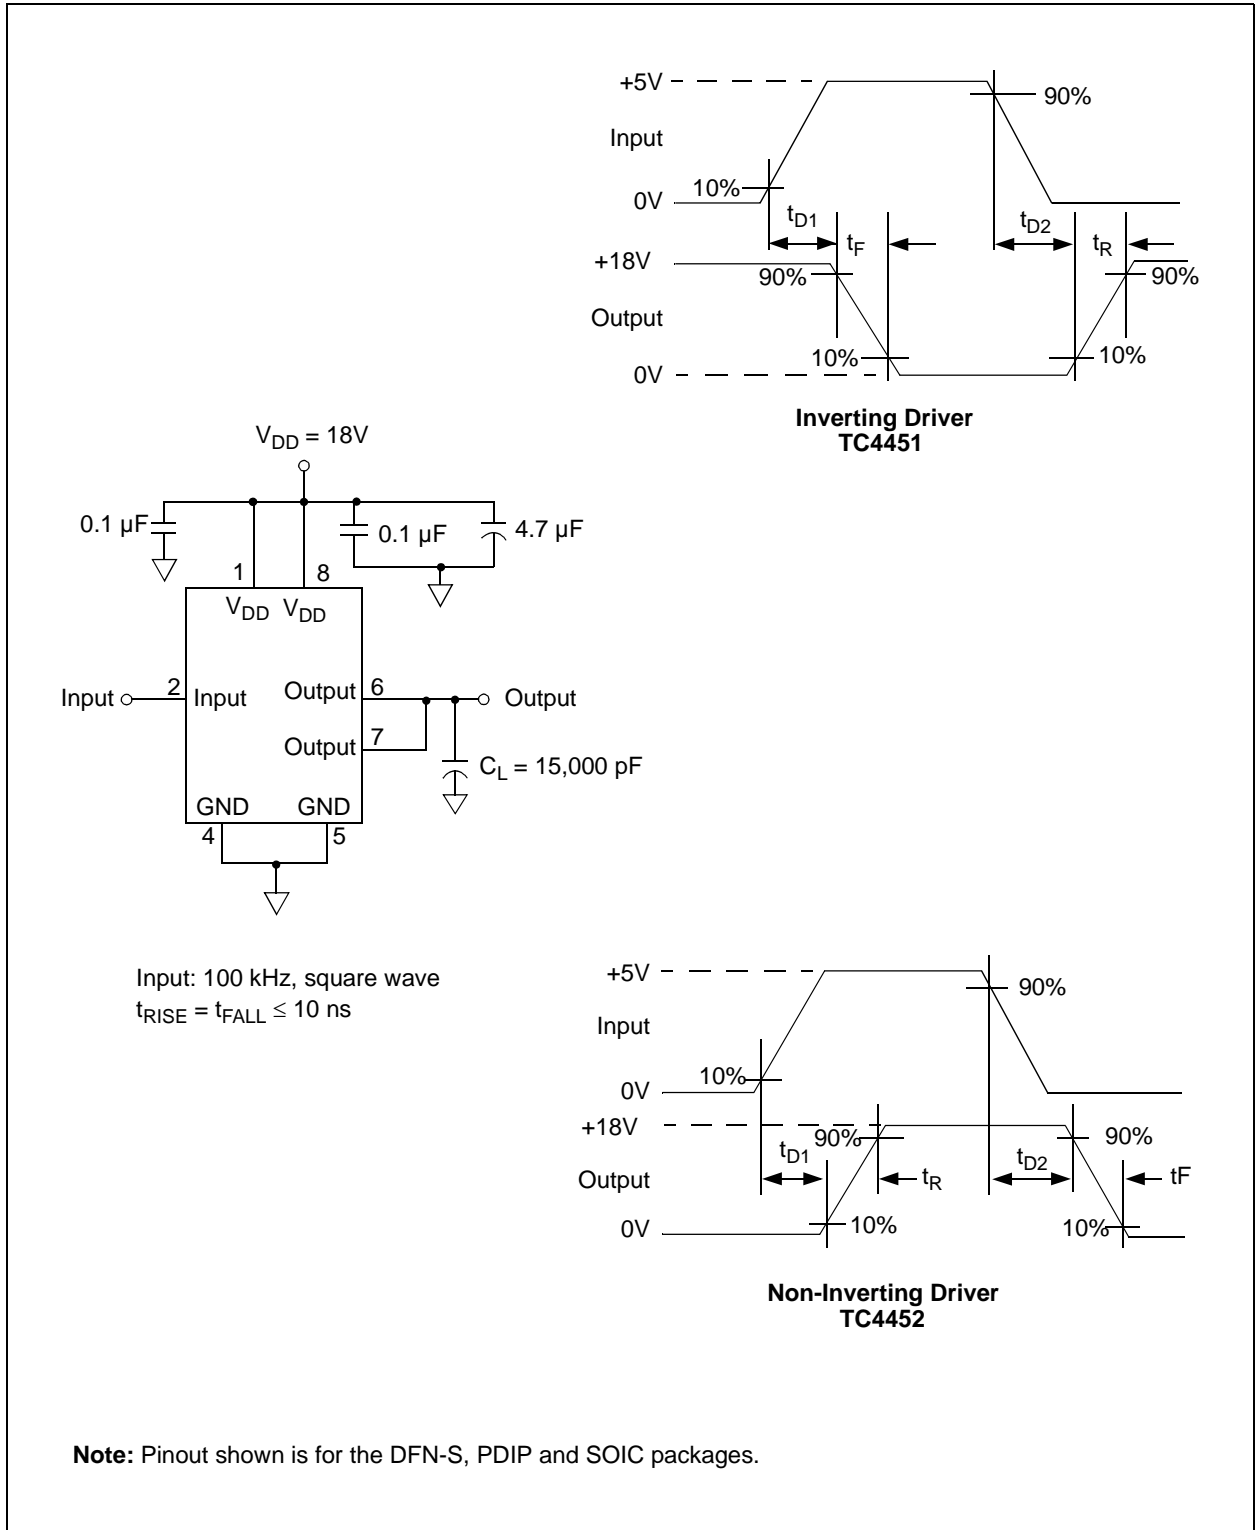 +5V
90%
Input
10%
0V
tD1
tD2
tF
tR
+18V
90%
90%
Output
10%
10%
0V
Inverting Driver
TC4451
VDD = 18V
0.1 µF
0.1 µF
4.7 µF
1
8
VDD
VDD
Input
2
Input
Output
6
Output
Output
7
CL = 15,000 pF
GND
GND
4
5
Input: 100 kHz, square wave
tRISE = tFALL ≤ 10 ns
+5V
90%
Input
10%
0V
+18V
tD1
90%
90%
tD2
Output
tR
tF
0V
10%
10%
Non-Inverting Driver
TC4452
Note: Pinout shown is for the DFN-S, PDIP and SOIC packages.